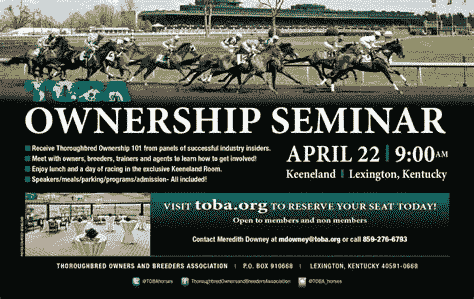 TOBA
OWNERSHIP SEMINAR
Receive Thoroughbred Ownership 101 from panels of successful industry insiders.
Meet with owners, breeders, trainers and agents to learn how to get involved!
Enjoy lunch and a day of racing in the exclusive Keeneland Room.
Speakers/meals/parking/programs/admission- All included!
APRIL 22 | 9:00AM
Keeneland | Lexington, Kentucky
VISIT toba.org TO RESERVE YOUR SEAT TODAY!
Open to members and non members
Contact Meredith Downey at mdowney@toba.org or call 859-276-6793
THOROUGHBRED OWNERS AND BREEDERS ASSOCIATION | P.O. BOX 910668 | LEXINGTON, KENTUCKY 40591-0668
@TOBAhorses ThoroughbredOwnersandBreedersAssociation @TOBA_horses